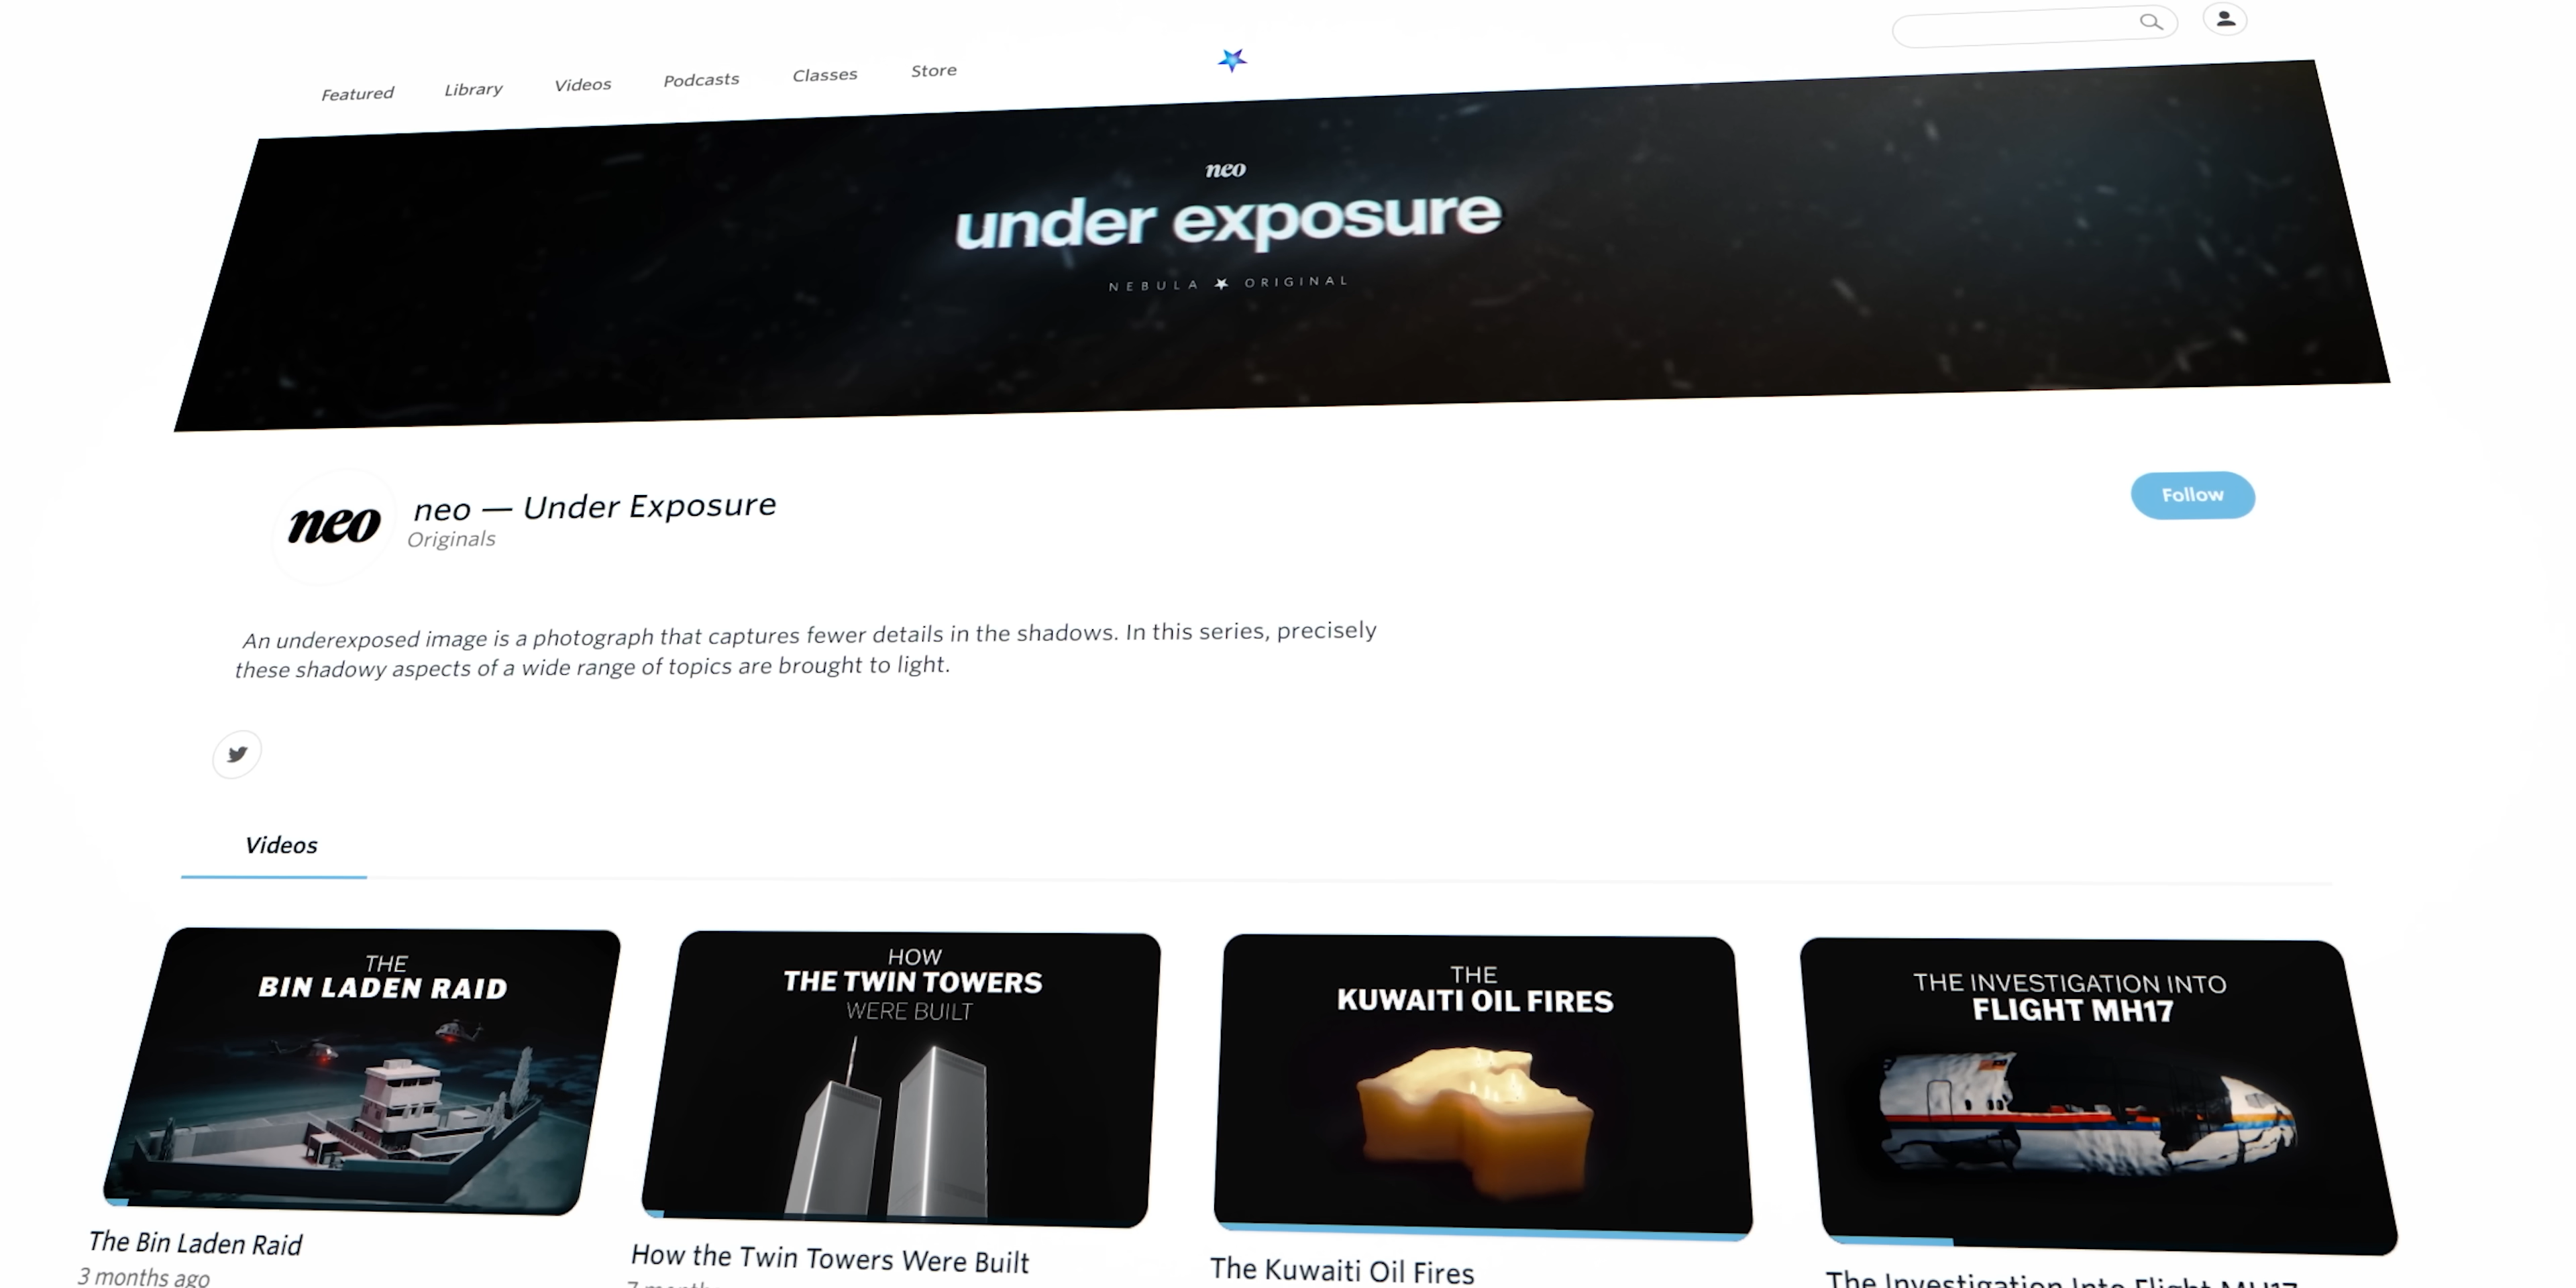 Featured
Library
Videos
Podcasts
Classes
Store
neo
under exposure
NEBULA ORIGINAL
neo
neo — Under Exposure
Originals
Follow
An underexposed image is a photograph that captures fewer details in the shadows. In this series, precisely
these shadowy aspects of a wide range of topics are brought to light.
Videos
THE
BIN LADEN RAID
HOW
THE TWIN TOWERS
WERE BUILT
THE
KUWAITI OIL FIRES
THE INVESTIGATION INTO
FLIGHT MH17
The Bin Laden Raid
3 months ago
How the Twin Towers Were Built
The Kuwaiti Oil Fires
The Investigation Into Flight MH17